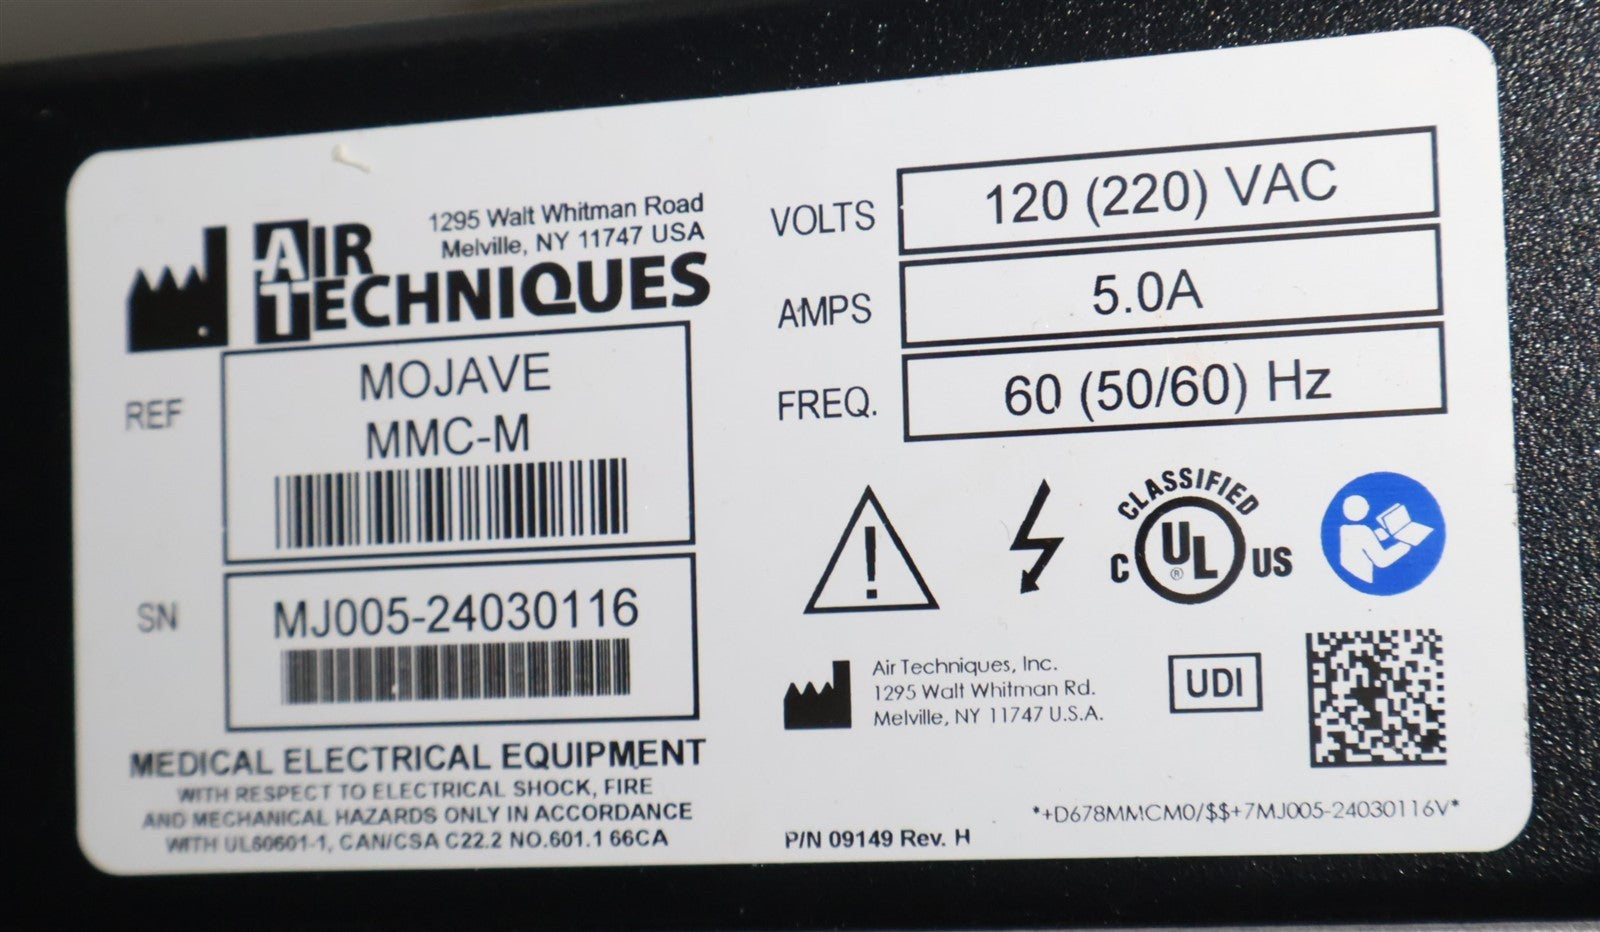 1295 Walt Whitman Road
Melville, NY 11747 USA
AIR
TECHNIQUES
REF
MOJAVE
MMC-M
SN
MJ005-24030116
MEDICAL ELECTRICAL EQUIPMENT
WITH RESPECT TO ELECTRICAL SHOCK, FIRE
AND MECHANICAL HAZARDS ONLY IN ACCORDANCE
WITH UL60601-1, CAN/CSA C22.2 NO.601.1 66CA
VOLTS 120 (220) VAC
AMPS 5.0A
FREQ. 60 (50/60) Hz
CLASSIFIED
C UL® US
Air Techniques, Inc.
1295 Walt Whitman Rd.
Melville, NY 11747 U.S.A.
UDI
*+D678MMCM0/$$+7MJ005-24030116V*
P/N 09149 Rev. H